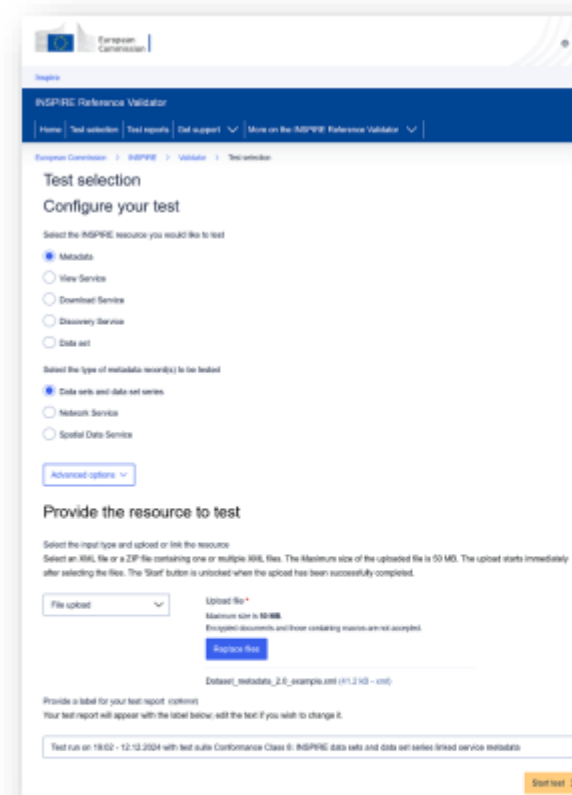 European
Commission
Inspire
INSPIRE Reference Validator
Home Test selection Test reports Get support More on the INSPIRE Reference Validator
European Commission > INSPIRE > Validator > Test selection
Test selection
Configure your test
Select the INSPIRE resource you would like to test
Metadata
View Service
Download Service
Discovery Service
Data set
Select the type of metadata record(s) to be tested
Data sets and data set series
Network Service
Spatial Data Service
Advanced options
Provide the resource to test
Select the input type and upload or link the resource
Select an XML file or a ZIP file containing one or multiple XML files. The Maximum size of the uploaded file is 50 MB. The upload starts immediately
after selecting the files. The 'Start' button is unlocked when the upload has been successfully completed.
File upload
Upload file *
Maximum size is 50 MB.
Encrypted documents and those containing macros are not accepted.
Replace files
Dataset_metadata_2.0_example.xml (41.2 kB - xml)
Provide a label for your test report (optional)
Your test report will appear with the label below; edit the text if you wish to change it.
Test run on 16:02 - 12.12.2024 with test suite Conformance Class 8: INSPIRE data sets and data set series linked service metadata
Start test